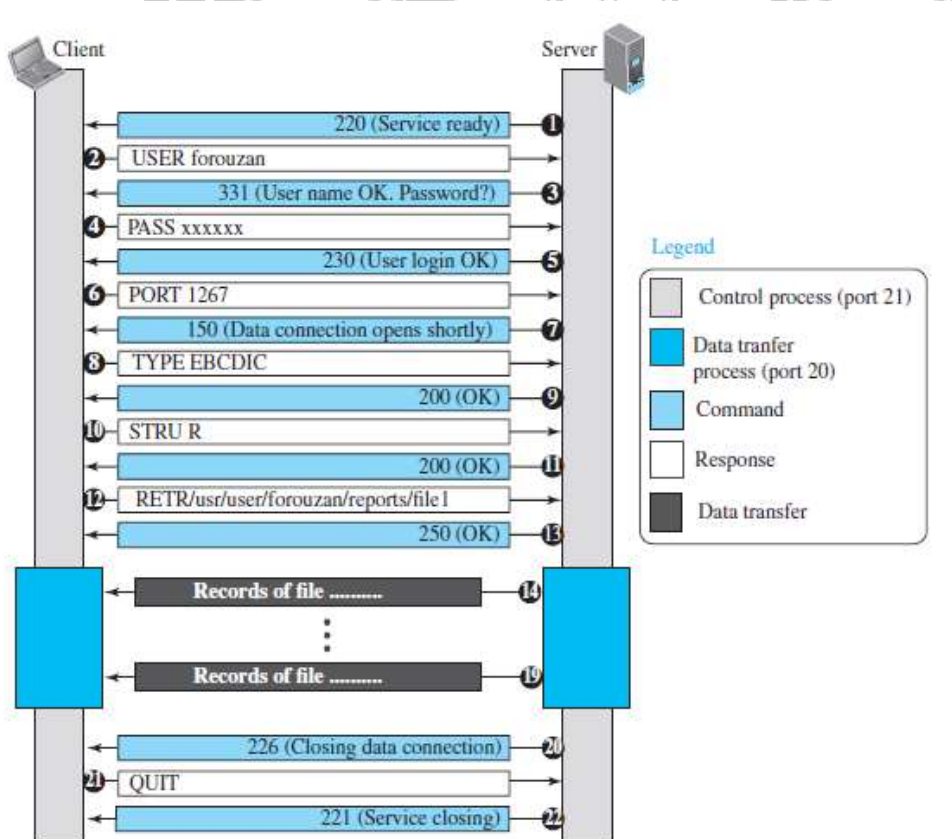 Client
Server
220 (Service ready)
1
2
USER forouzan
331 (User name OK. Password?)
3
4
PASS xxxxxx
230 (User login OK)
5
6
PORT 1267
150 (Data connection opens shortly)
7
8
TYPE EBCDIC
200 (OK)
9
10
STRU R
200 (OK)
11
12
RETR/usr/user/forouzan/reports/file1
250 (OK)
13
Records of file ..........
14
Records of file ..........
19
226 (Closing data connection)
20
21
QUIT
221 (Service closing)
22
Legend
Control process (port 21)
Data tranfer
process (port 20)
Command
Response
Data transfer